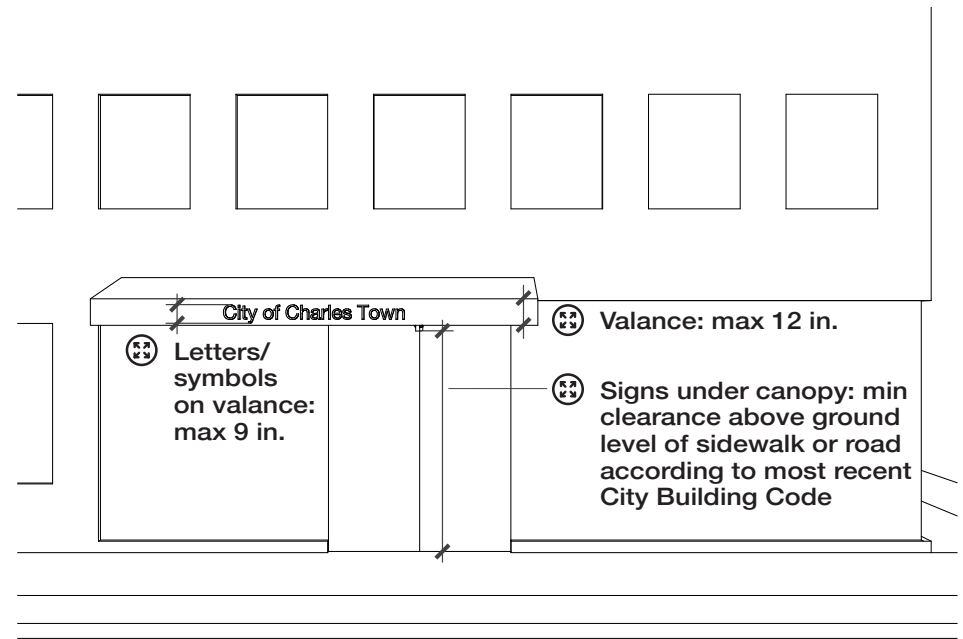 City of Charles Town
Valance: max 12 in.
Letters/
symbols
on valance:
max 9 in.
Signs under canopy: min
clearance above ground
level of sidewalk or road
according to most recent
City Building Code